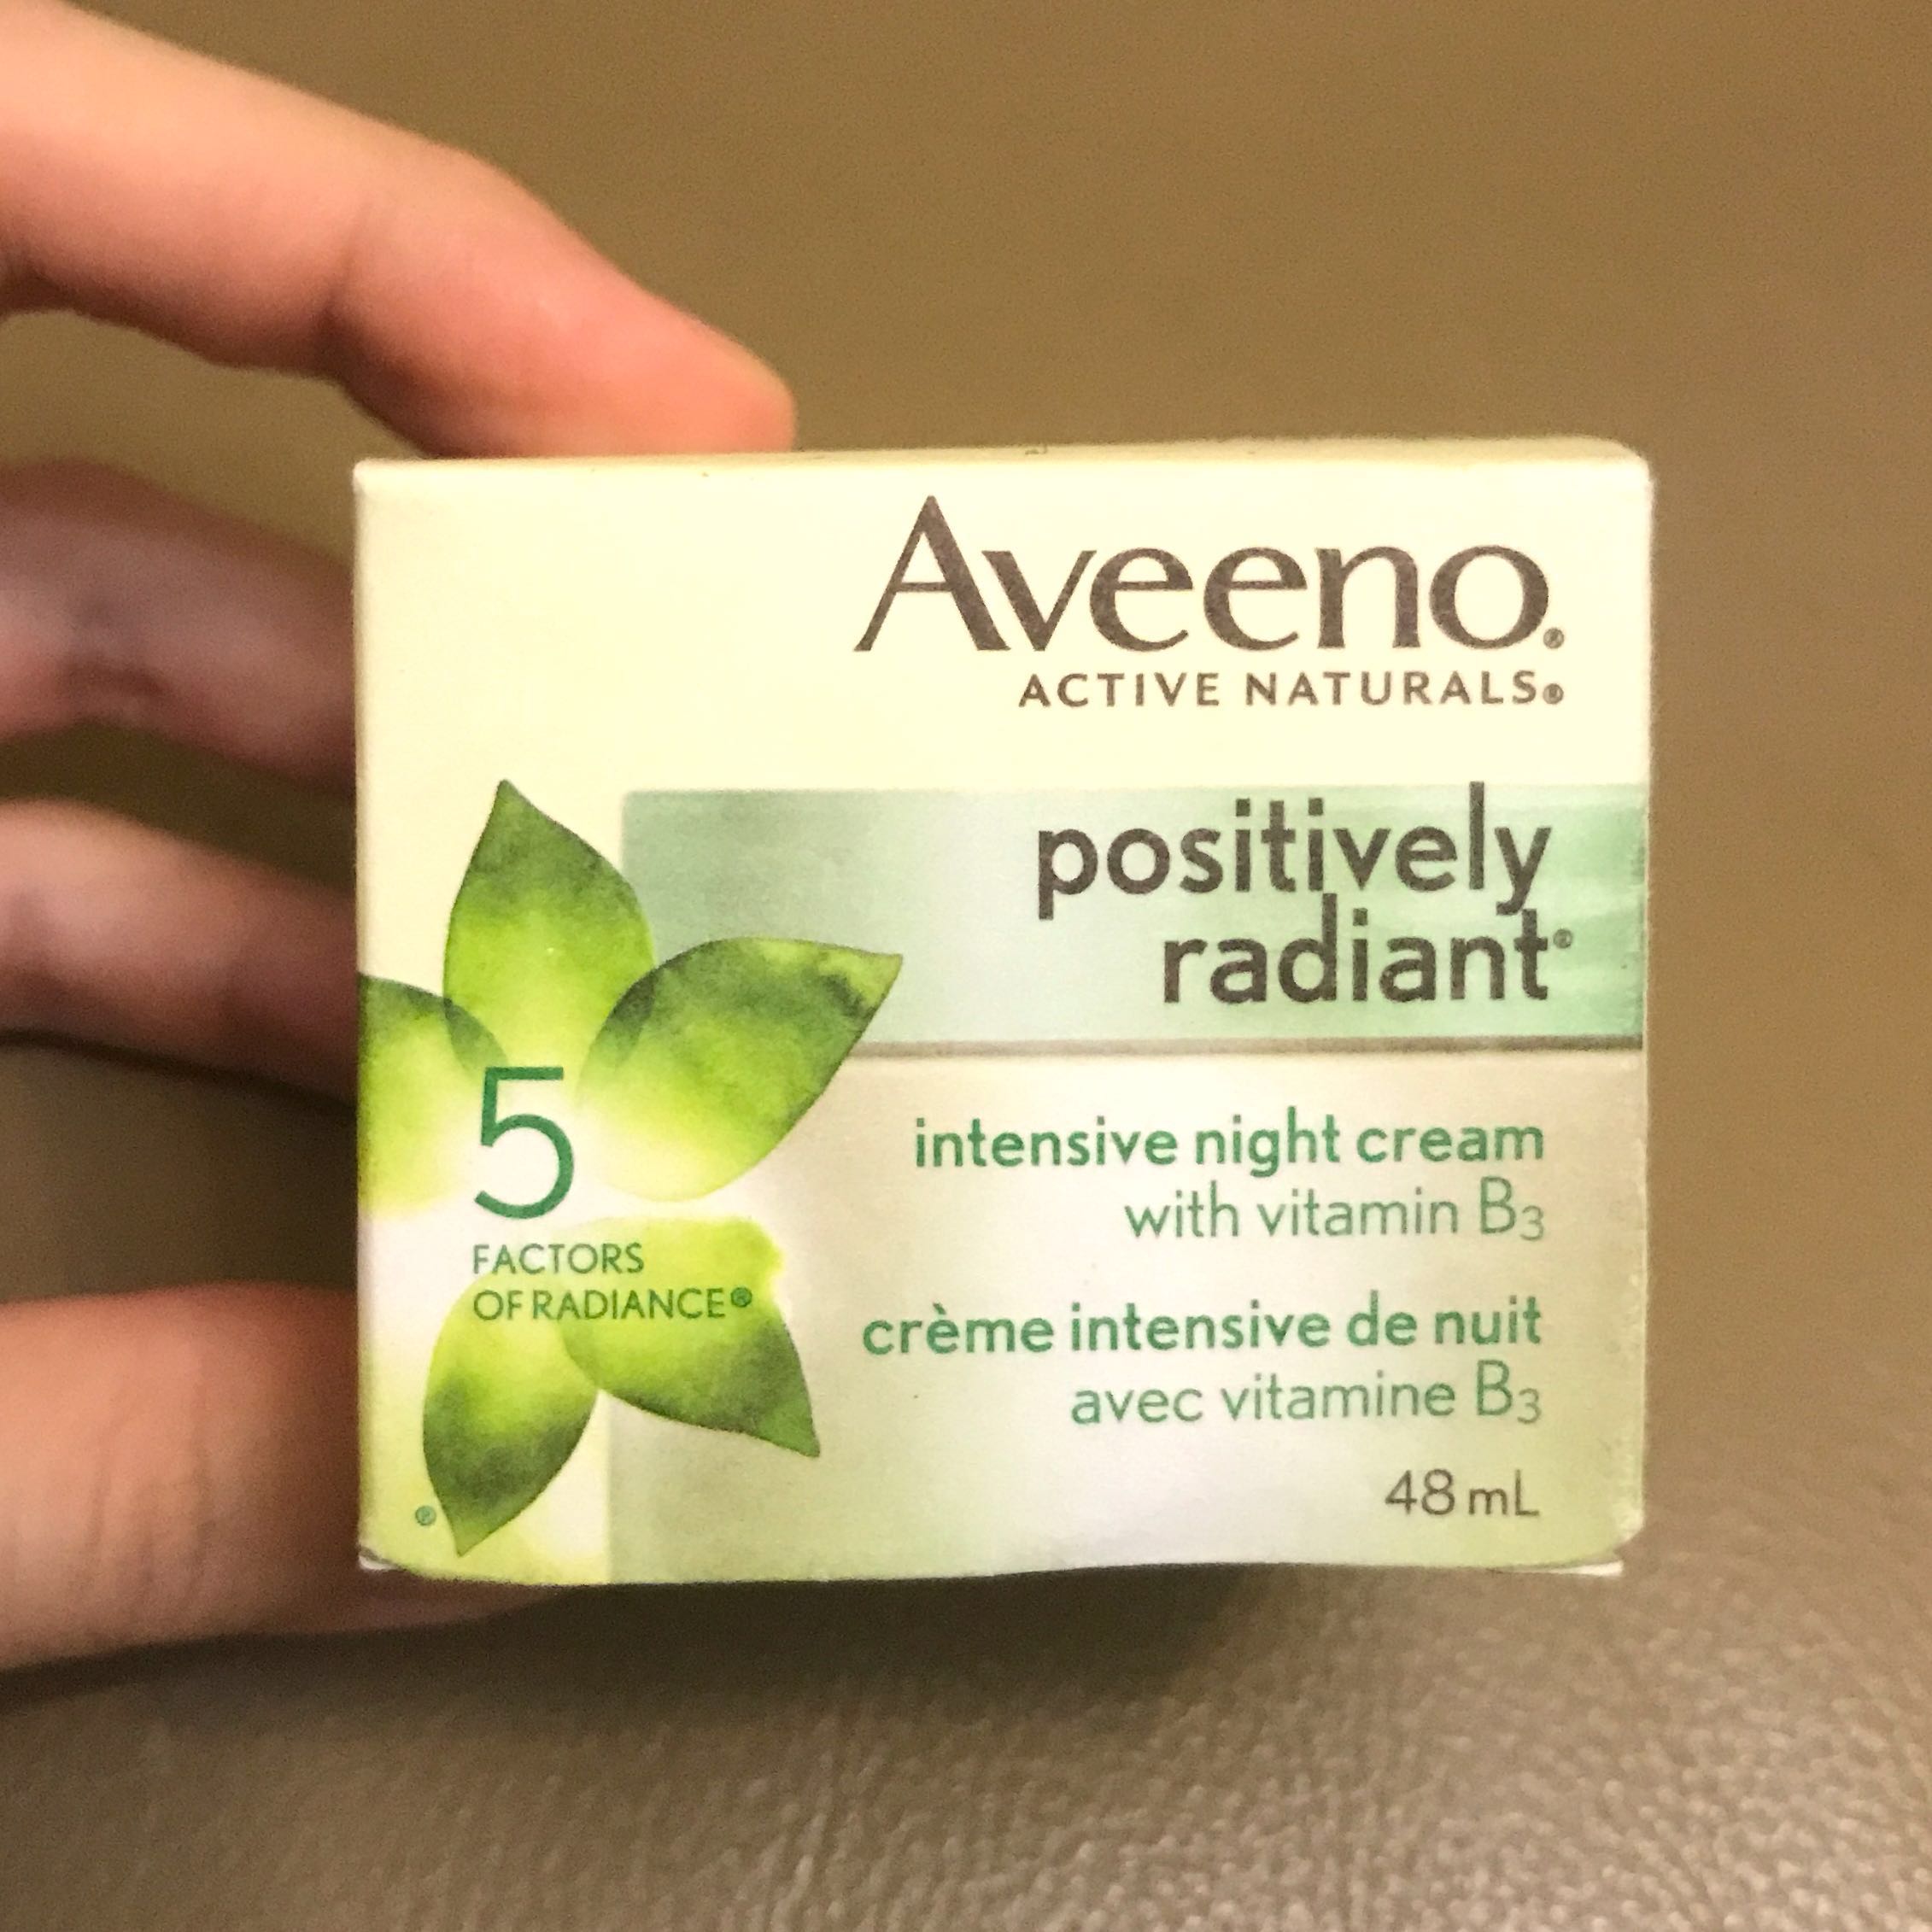 Aveeno®
ACTIVE NATURALS®
positively
radiant®
5
FACTORS
OF RADIANCE®
intensive night cream
with vitamin B3
crème intensive de nuit
avec vitamine B3
48 mL
®